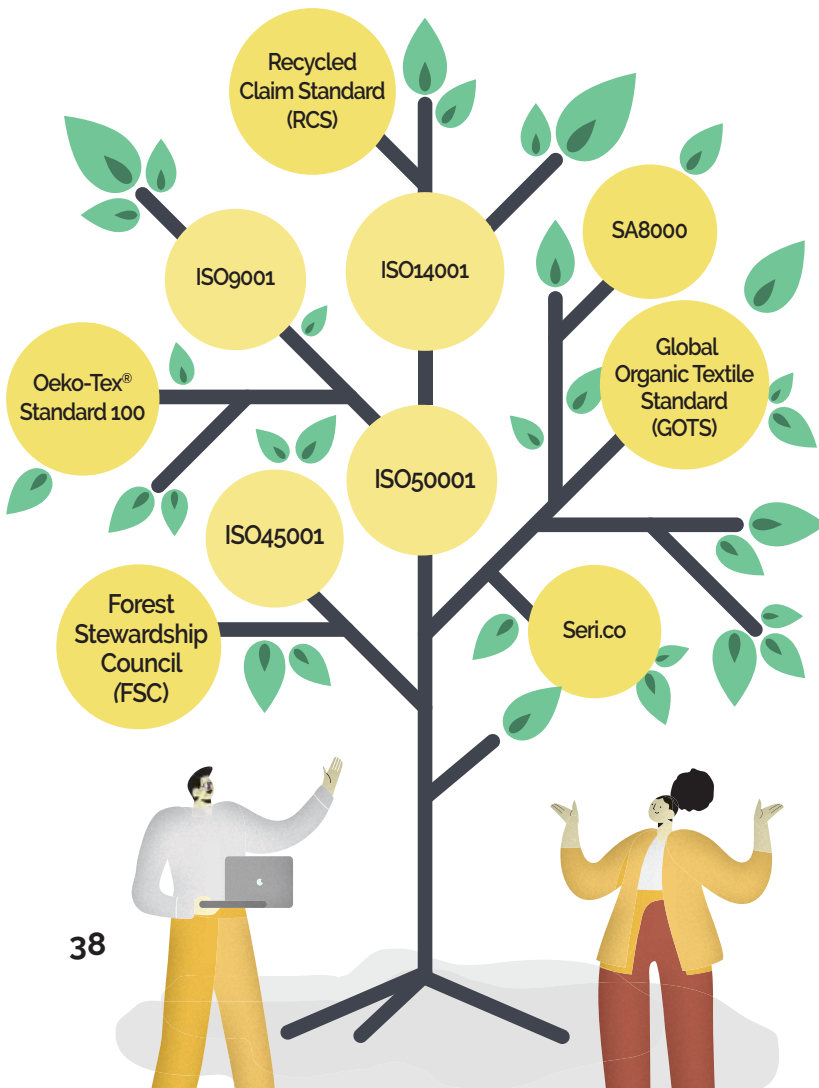 Recycled
Claim Standard
(RCS)
SA8000
ISO9001
ISO14001
Global
Organic Textile
Standard
(GOTS)
Oeko-Tex®
Standard 100
ISO50001
ISO45001
Forest
Stewardship
Council
(FSC)
Seri.co
38